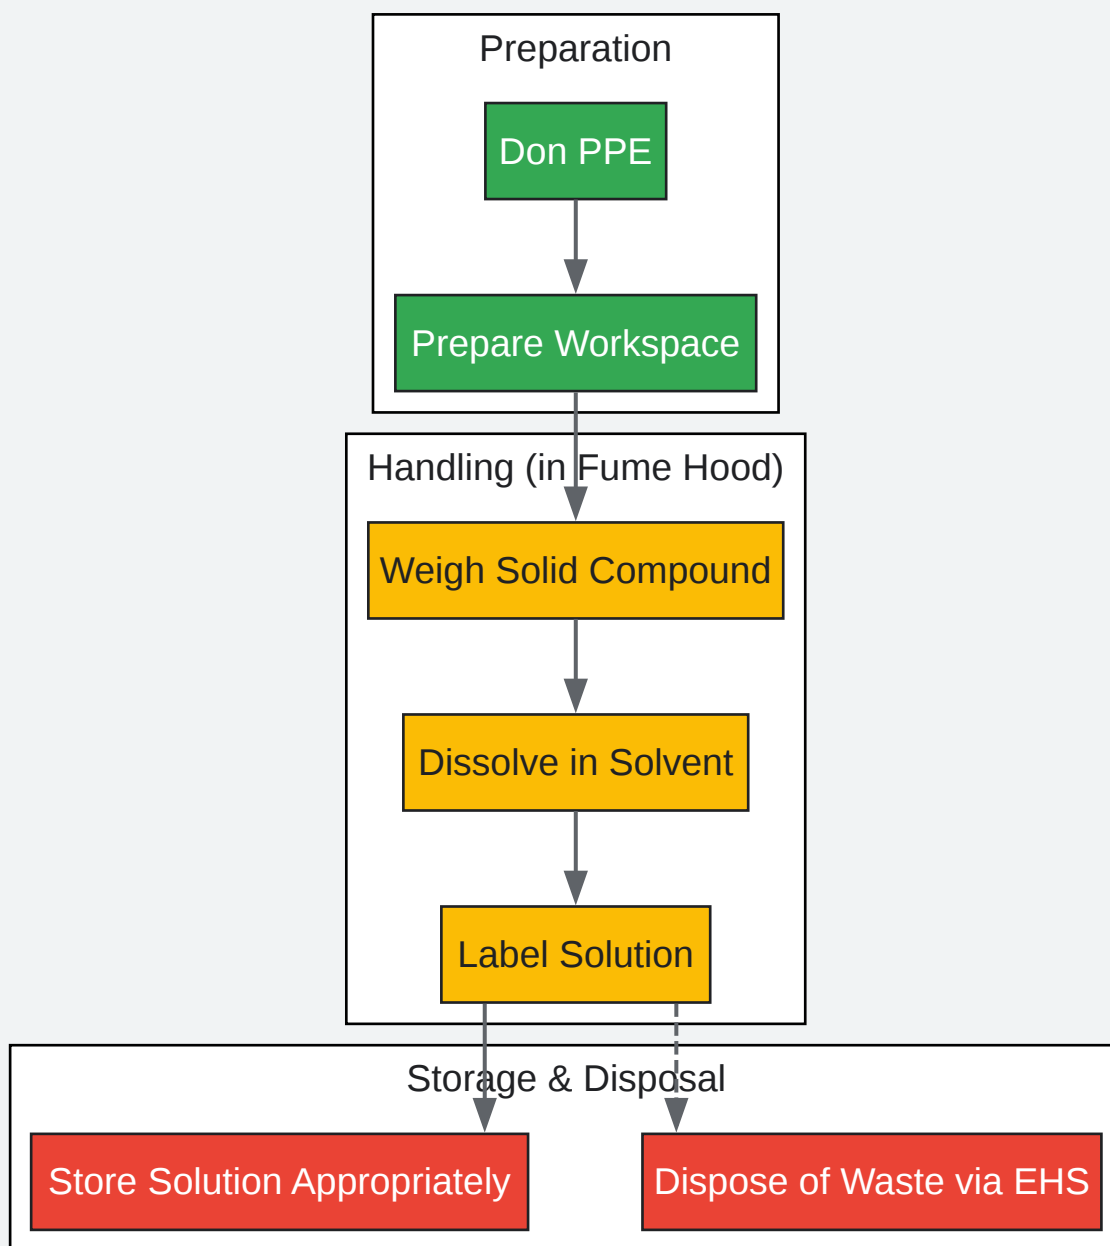 Preparation
Don PPE
Prepare Workspace
Handling (in Fume Hood)
Weigh Solid Compound
Dissolve in Solvent
Label Solution
Storage & Disposal
Store Solution Appropriately
Dispose of Waste via EHS